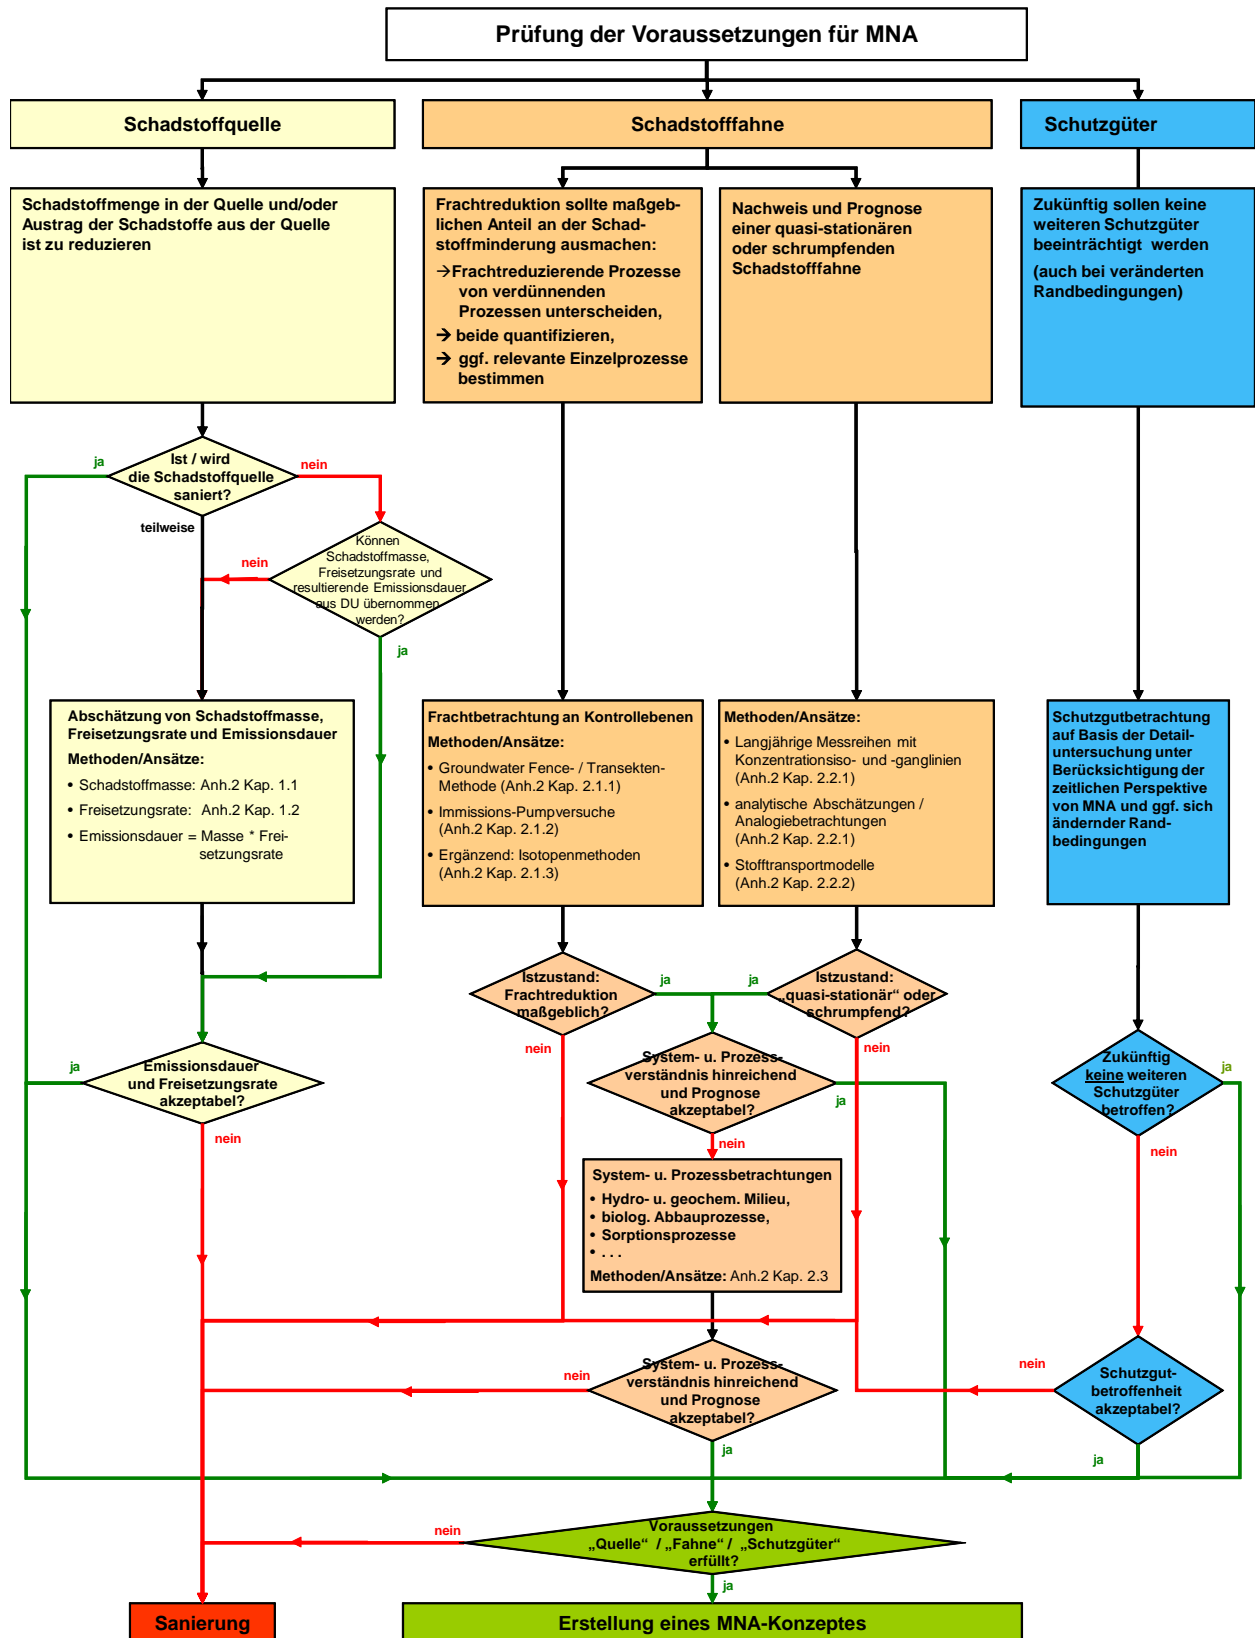 Prüfung der Voraussetzungen für MNA
Schadstoffquelle
Schadstofffahne
Schutzgüter
Schadstoffmenge in der Quelle und/oder
Austrag der Schadstoffe aus der Quelle
ist zu reduzieren
Frachtreduktion sollte maßgeb-
lichen Anteil an der Schad-
stoffminderung ausmachen:
→Frachtreduzierende Prozesse
von verdünnenden
Prozessen unterscheiden,
→ beide quantifizieren,
→ ggf. relevante Einzelprozesse
bestimmen
Nachweis und Prognose
einer quasi-stationären
oder schrumpfenden
Schadstofffahne
Zukünftig sollen keine
weiteren Schutzgüter
beeinträchtigt werden
(auch bei veränderten
Randbedingungen)
ja
Ist / wird
die Schadstoffquelle
saniert?
nein
teilweise
nein
Können
Schadstoffmasse,
Freisetzungsrate und
resultierende Emissionsdauer
aus DU übernommen
werden?
ja
Abschätzung von Schadstoffmasse,
Freisetzungsrate und Emissionsdauer
Methoden/Ansätze:
• Schadstoffmasse: Anh.2 Kap. 1.1
• Freisetzungsrate: Anh.2 Kap. 1.2
• Emissionsdauer = Masse * Frei-
setzungsrate
Frachtbetrachtung an Kontrollebenen
Methoden/Ansätze:
• Groundwater Fence- / Transekten-
Methode (Anh.2 Kap. 2.1.1)
• Immissions-Pumpversuche
(Anh.2 Kap. 2.1.2)
• Ergänzend: Isotopenmethoden
(Anh.2 Kap. 2.1.3)
Methoden/Ansätze:
• Langjährige Messreihen mit
Konzentrationsiso- und -ganglinien
(Anh.2 Kap. 2.2.1)
• analytische Abschätzungen /
Analogiebetrachtungen
(Anh.2 Kap. 2.2.1)
• Stofftransportmodelle
(Anh.2 Kap. 2.2.2)
Schutzgutbetrachtung
auf Basis der Detail-
untersuchung unter
Berücksichtigung der
zeitlichen Perspektive
von MNA und ggf. sich
ändernder Rand-
bedingungen
Istzustand:
Frachtreduktion
maßgeblich?
ja
nein
ja
Istzustand:
„quasi-stationär“ oder
schrumpfend?
nein
ja
Emissionsdauer
und Freisetzungsrate
akzeptabel?
nein
System- u. Prozess-
verständnis hinreichend
und Prognose
akzeptabel?
ja
nein
Zukünftig
keine weiteren
Schutzgüter
betroffen?
ja
nein
System- u. Prozessbetrachtungen
• Hydro- u. geochem. Milieu,
• biolog. Abbauprozesse,
• Sorptionsprozesse
• . . .
Methoden/Ansätze: Anh.2 Kap. 2.3
nein
System- u. Prozess-
verständnis hinreichend
und Prognose
akzeptabel?
ja
nein
Schutzgut-
betroffenheit
akzeptabel?
ja
nein
Voraussetzungen
„Quelle“ / „Fahne“ / „Schutzgüter“
erfüllt?
ja
Sanierung
Erstellung eines MNA-Konzeptes